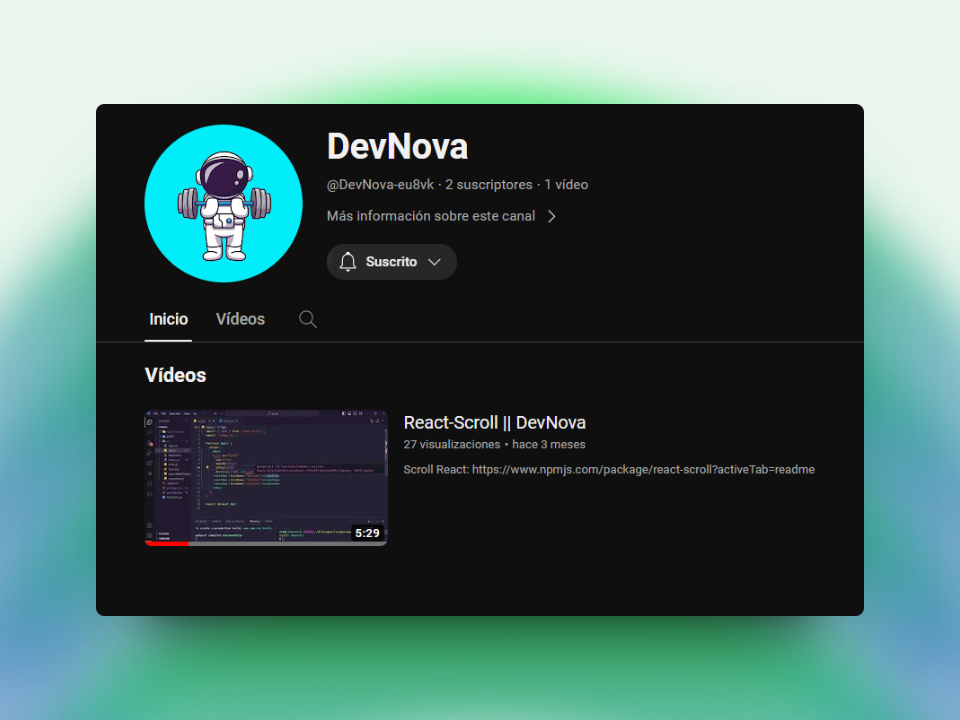 DevNova
@DevNova-eu8vk · 2 suscriptores · 1 vídeo
Más información sobre este canal
Suscrito
Inicio Vídeos
Vídeos
5:29
React-Scroll || DevNova
27 visualizaciones • hace 3 meses
Scroll React: https://www.npmjs.com/package/react-scroll?activeTab=readme